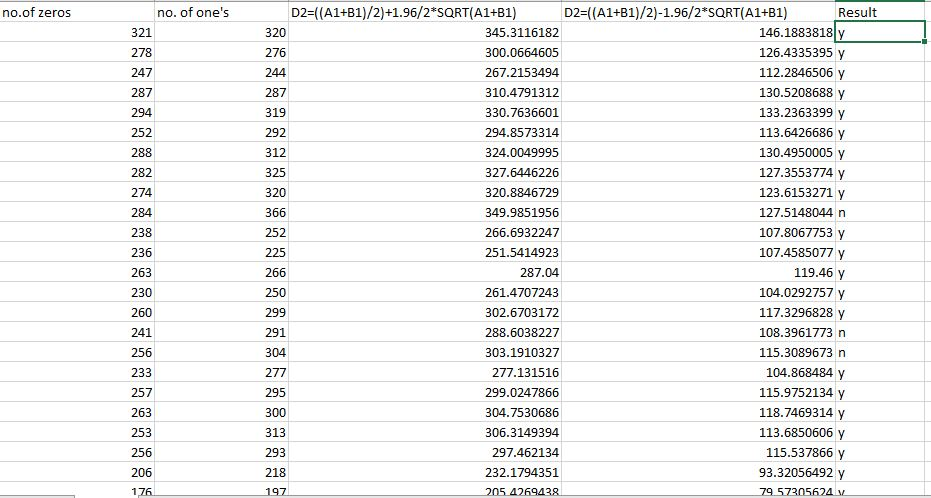 no.of zeros no. of one's D2=((A1+B1)/2)+1.96/2*SQRT(A1+B1) D2=((A1+B1)/2)-1.96/2*SQRT(A1+B1) Result
321 320 345.3116182 146.1883818 y
278 276 300.0664605 126.4335395 y
247 244 267.2153494 112.2846506 y
287 287 310.4791312 130.5208688 y
294 319 330.7636601 133.2363399 y
252 292 294.8573314 113.6426686 y
288 312 324.0049995 130.4950005 y
282 325 327.6446226 127.3553774 y
274 320 320.8846729 123.6153271 y
284 366 349.9851956 127.5148044 n
238 252 266.6932247 107.8067753 y
236 225 251.5414923 107.4585077 y
263 266 287.04 119.46 y
230 250 261.4707243 104.0292757 y
260 299 302.6703172 117.3296828 y
241 291 288.6038227 108.3961773 n
256 304 303.1910327 115.3089673 n
233 277 277.131516 104.868484 y
257 295 299.0247866 115.9752134 y
263 300 304.7530686 118.7469314 y
253 313 306.3149394 113.6850606 y
256 293 297.462134 115.537866 y
206 218 232.1794351 93.32056492 y
176 197 205.4269438 79.57305624 y